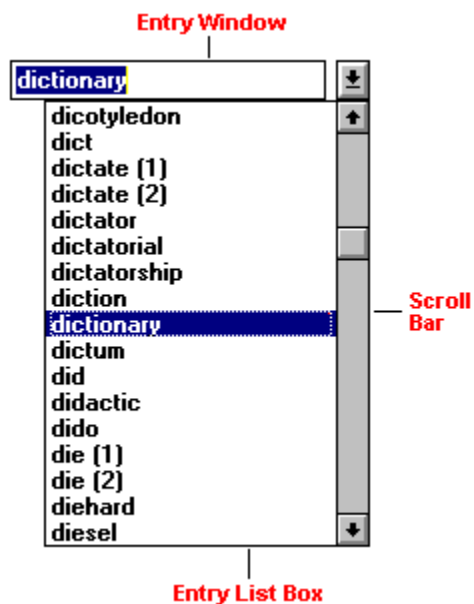 Entry Window
dictionary
dicotyledon
dict
dictate (1)
dictate (2)
dictator
dictatorial
dictatorship
diction
dictionary
dictum
did
didactic
dido
die (1)
die (2)
diehard
diesel
Scroll
Bar
Entry List Box